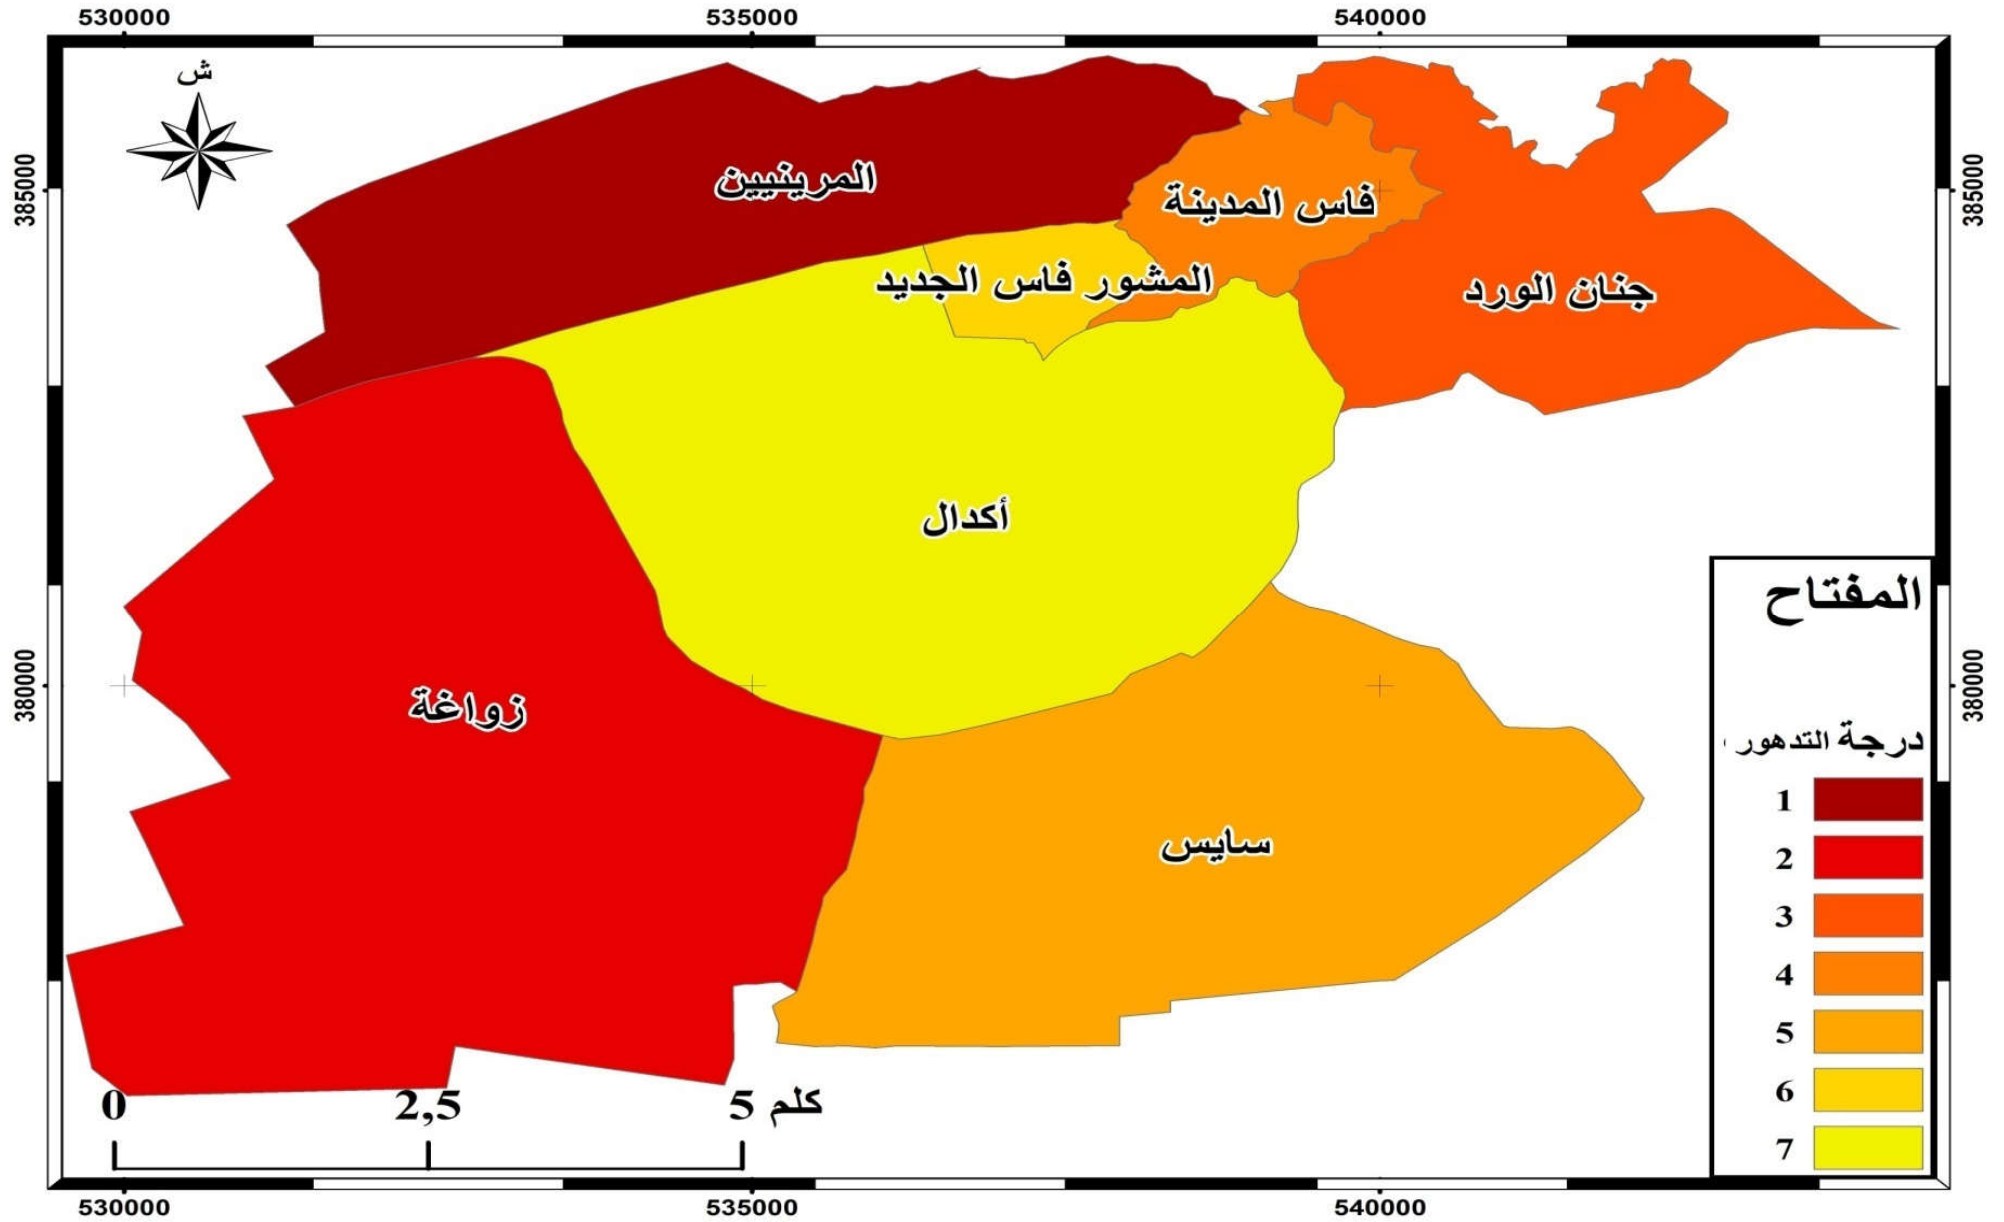 530000 535000 540000
ش
385000 385000
المرينيين
فاس المدينة
المشور فاس الجديد
جنان الورد
أكدال
المفتاح
380000 380000
زواغة
درجة التدهور
1
2
سايس
3
4
5
6
7
0 2,5 5 كلم
530000 535000 540000